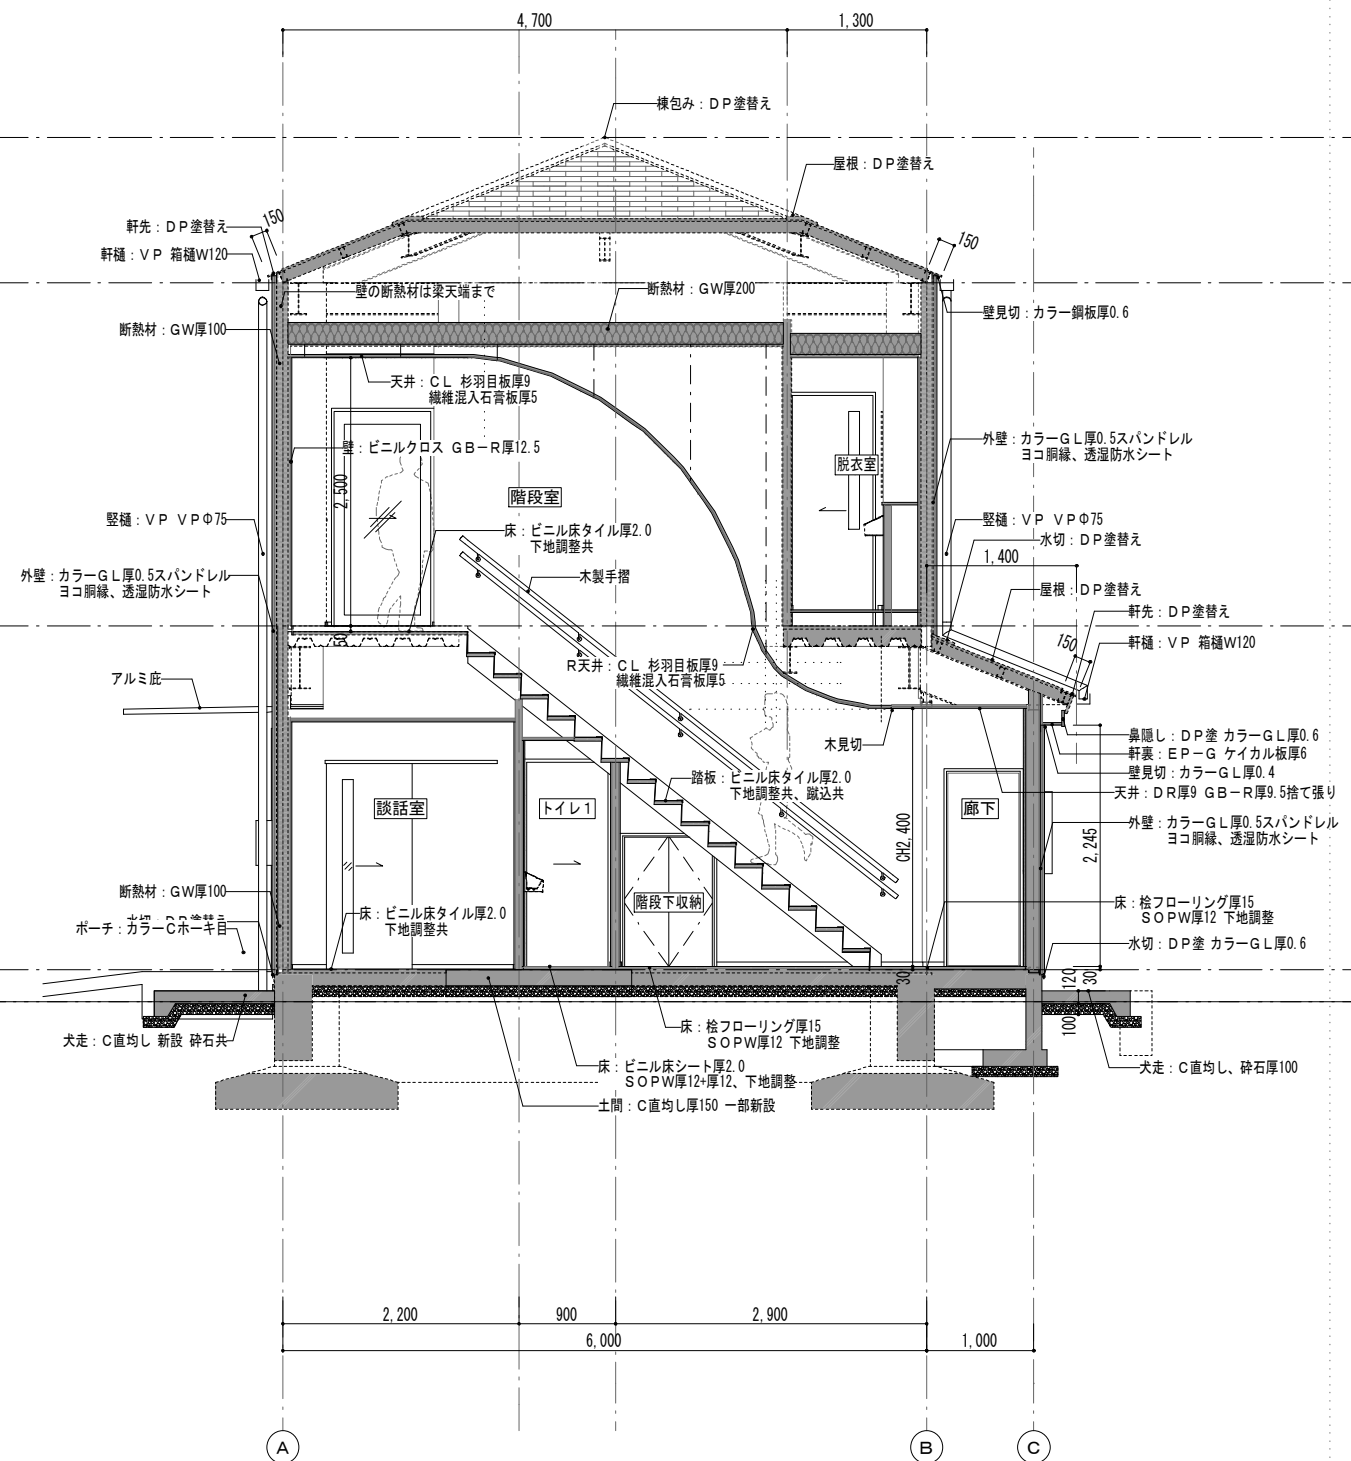 4,700
1,300
棟包み：ＤＰ塗替え
屋根：ＤＰ塗替え
軒先：ＤＰ塗替え
150
150
軒樋：ＶＰ 箱樋W120
壁の断熱材は梁天端まで
断熱材：GW厚200
壁見切：カラー鋼板厚0.6
断熱材：GW厚100
天井：ＣＬ 杉羽目板厚9
繊維混入石膏板厚5
壁：ビニルクロス ＧＢ－Ｒ厚12.5
外壁：カラーＧＬ厚0.5スパンドレル
ヨコ胴縁、透湿防水シート
脱衣室
2,500
階段室
竪樋：ＶＰ ＶＰΦ75
床：ビニル床タイル厚2.0
下地調整共
竪樋：ＶＰ ＶＰΦ75
水切：ＤＰ塗替え
1,400
外壁：カラーＧＬ厚0.5スパンドレル
ヨコ胴縁、透湿防水シート
木製手摺
屋根：ＤＰ塗替え
軒先：ＤＰ塗替え
50
150
軒樋：ＶＰ 箱樋W120
Ｒ天井：ＣＬ 杉羽目板厚9
繊維混入石膏板厚5
アルミ庇
木見切
鼻隠し：ＤＰ塗 カラーＧＬ厚0.6
軒裏：ＥＰ－Ｇ ケイカル板厚6
壁見切：カラーＧＬ厚0.4
踏板：ビニル床タイル厚2.0
下地調整共、蹴込共
天井：ＤＲ厚9 ＧＢ－Ｒ厚9.5捨て張り
談話室
トイレ1
廊下
外壁：カラーＧＬ厚0.5スパンドレル
ヨコ胴縁、透湿防水シート
CH2,400
2,245
断熱材：GW厚100
階段下収納
床：桧フローリング厚15
ＳＯＰＷ厚12 下地調整
水切：ＤＰ塗替え
床：ビニル床タイル厚2.0
下地調整共
ポーチ：カラーＣホーキ目
水切：ＤＰ塗 カラーＧＬ厚0.6
30
120
30
100
犬走：Ｃ直均し 新設 砕石共
床：桧フローリング厚15
ＳＯＰＷ厚12 下地調整
床：ビニル床シート厚2.0
ＳＯＰＷ厚12+厚12、下地調整
犬走：Ｃ直均し、砕石厚100
土間：Ｃ直均し厚150 一部新設
2,200
900
2,900
6,000
1,000
A
B
C